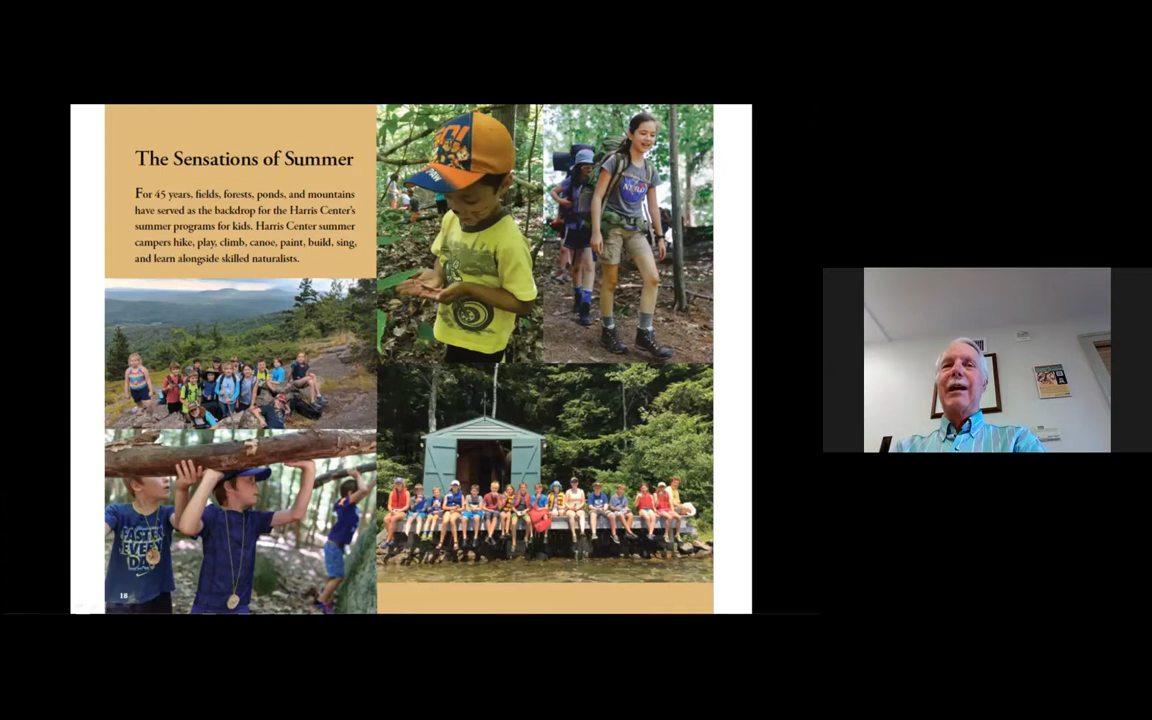 The Sensations of Summer
For 45 years, fields, forests, ponds, and mountains
have served as the backdrop for the Harris Center's
summer programs for kids. Harris Center summer
campers hike, play, climb, canoe, paint, build, sing,
and learn alongside skilled naturalists.
FASTER
EVERY
DAY
18